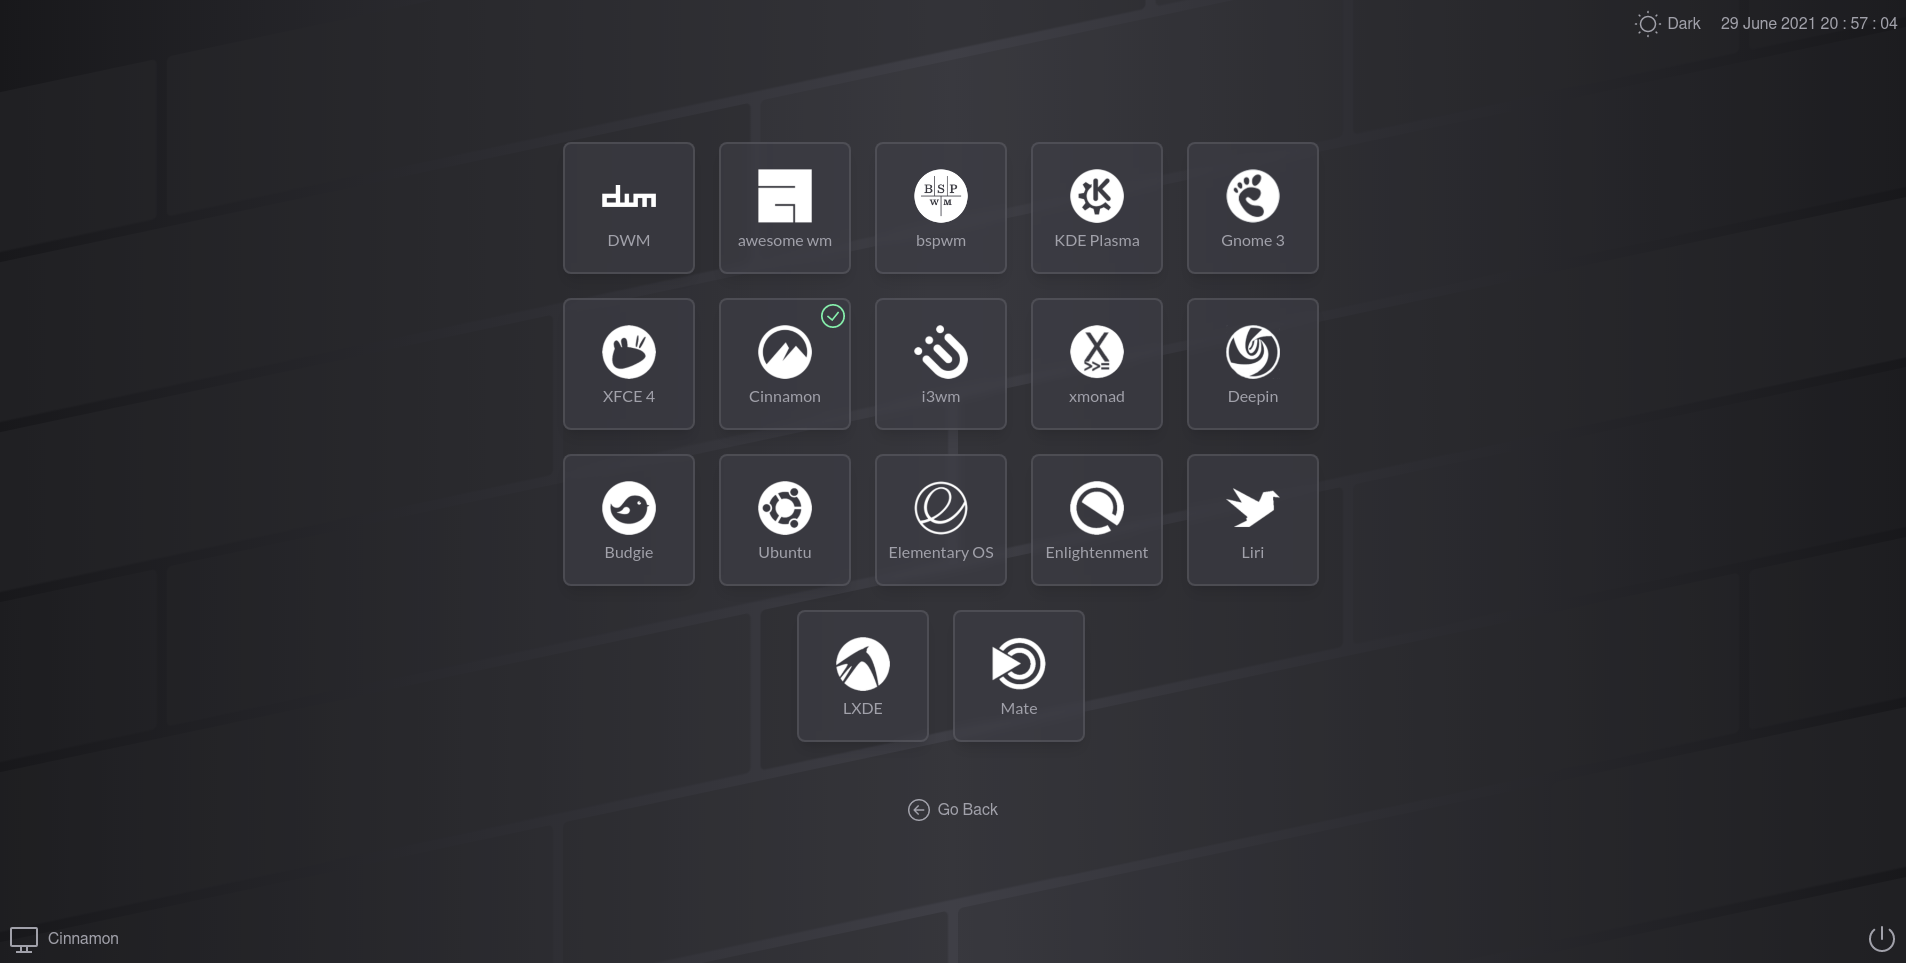 Dark 29 June 2021 20 : 57 : 04
dwm
BSP
WM
DWM awesome wm bspwm KDE Plasma Gnome 3
X
>>=
XFCE 4 Cinnamon i3wm xmonad Deepin
Budgie Ubuntu Elementary OS Enlightenment Liri
LXDE Mate
Go Back
Cinnamon